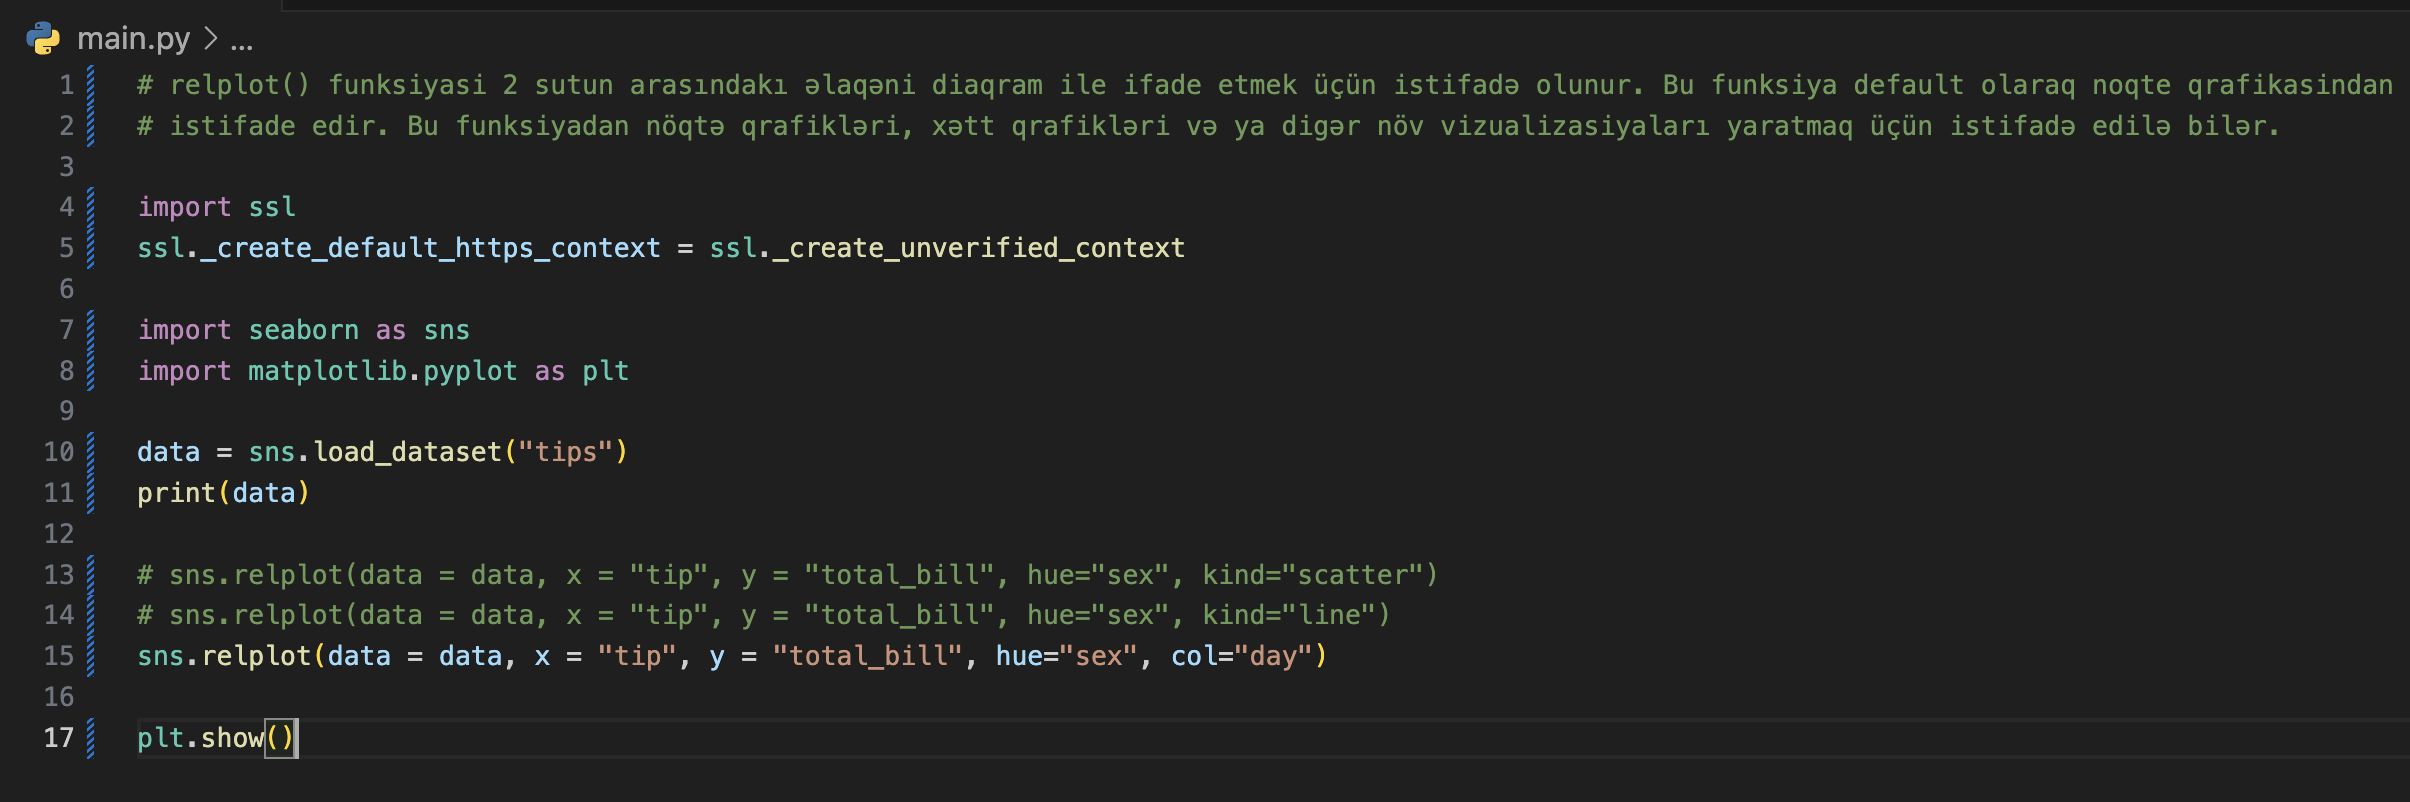 main.py > ...
1 # relplot() funksiyasi 2 sutun arasındakı əlaqəni diaqram ile ifade etmek üçün istifadə olunur. Bu funksiya default olaraq noqte qrafikasindan
2 # istifade edir. Bu funksiyadan nöqtə qrafikləri, xətt qrafikləri və ya digər növ vizualizasiyaları yaratmaq üçün istifadə edilə bilər.
3
4 import ssl
5 ssl._create_default_https_context = ssl._create_unverified_context
6
7 import seaborn as sns
8 import matplotlib.pyplot as plt
9
10 data = sns.load_dataset("tips")
11 print(data)
12
13 # sns.relplot(data = data, x = "tip", y = "total_bill", hue="sex", kind="scatter")
14 # sns.relplot(data = data, x = "tip", y = "total_bill", hue="sex", kind="line")
15 sns.relplot(data = data, x = "tip", y = "total_bill", hue="sex", col="day")
16
17 plt.show()